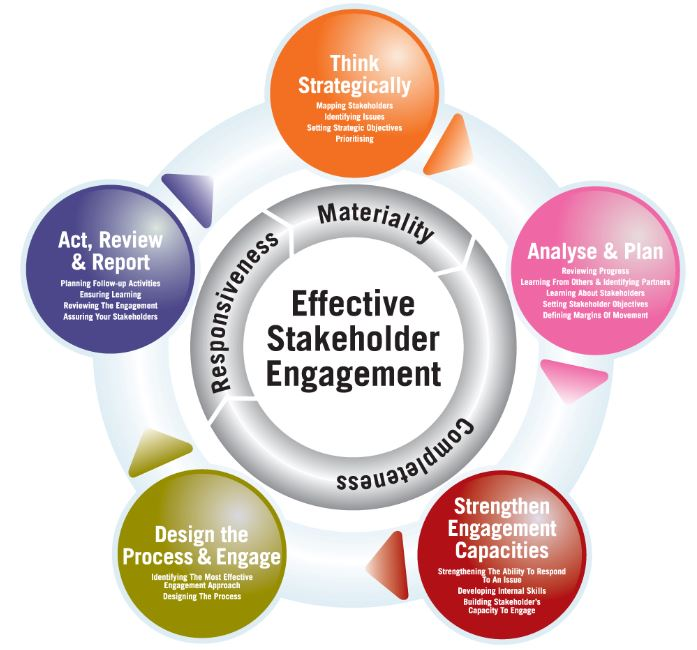 Think
Strategically
Mapping Stakeholders
Identifying Issues
Setting Strategic Objectives
Prioritising
Analyse & Plan
Reviewing Progress
Learning From Others & Identifying Partners
Learning About Stakeholders
Setting Stakeholder Objectives
Defining Margins Of Movement
Strengthen
Engagement
Capacities
Strengthening The Ability To Respond
To An Issue
Developing Internal Skills
Building Stakeholder's
Capacity To Engage
Design the
Process & Engage
Identifying The Most Effective
Engagement Approach
Designing The Process
Act, Review
& Report
Planning Follow-up Activities
Ensuring Learning
Reviewing The Engagement
Assuring Your Stakeholders
Materiality
Completeness
Responsiveness
Effective
Stakeholder
Engagement